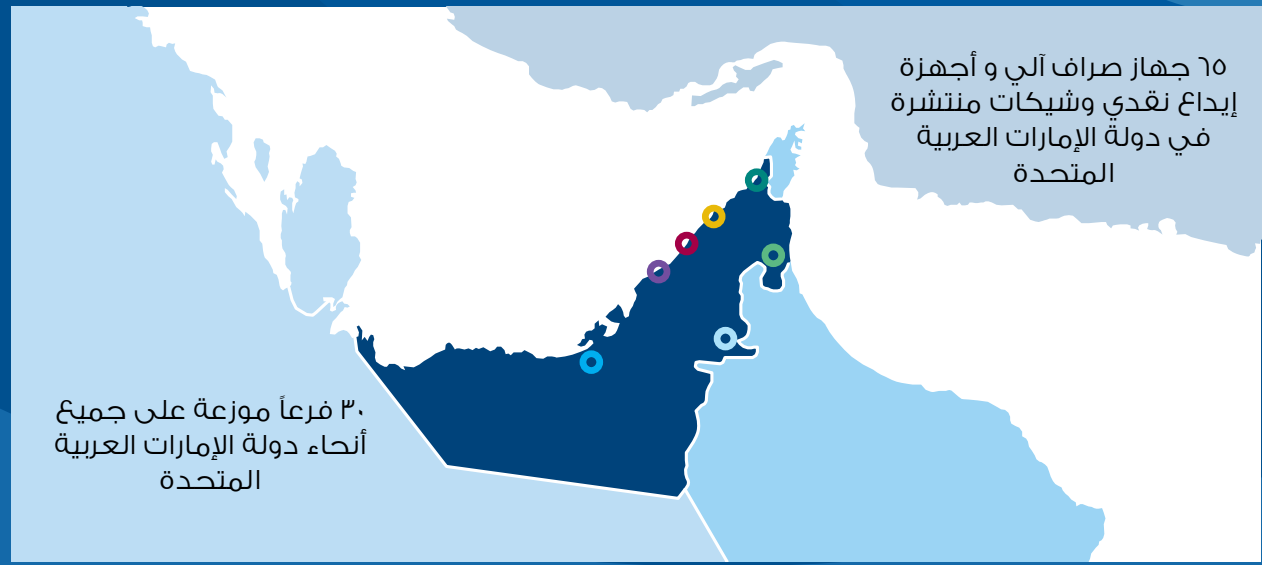 ٦٥ جهاز صراف آلي و أجهزة
إيداع نقدي وشيكات منتشرة
في دولة الإمارات العربية
المتحدة
٣٠ فرعاً موزعة على جميع
أنحاء دولة الإمارات العربية
المتحدة